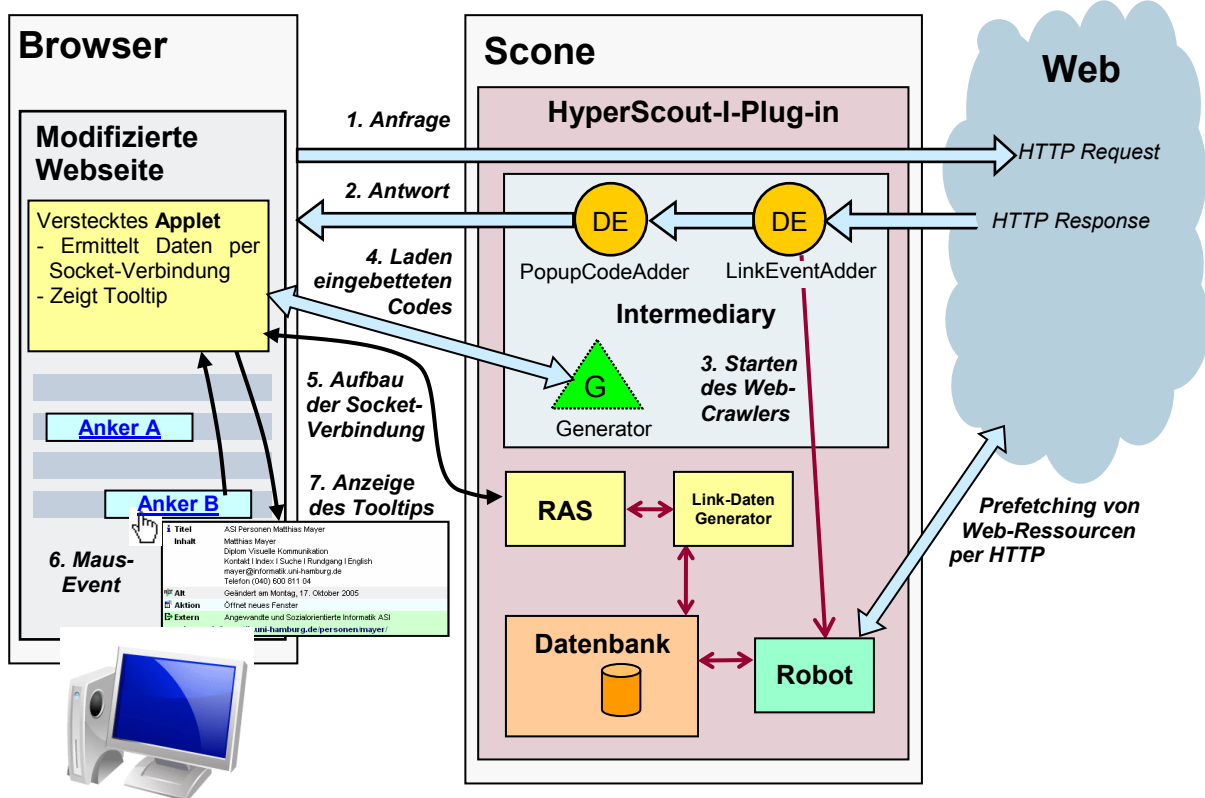 Browser
Modifizierte
Webseite
Verstecktes Applet
- Ermittelt Daten per
Socket-Verbindung
- Zeigt Tooltip
Anker A
Anker B
6. Maus-
Event
1. Anfrage
2. Antwort
4. Laden
eingebetteten
Codes
5. Aufbau
der Socket-
Verbindung
7. Anzeige
des Tooltips
i Titel ASI Personen Matthias Mayer
Inhalt Matthias Mayer
Diplom Visuelle Kommunikation
Kontakt I Index I Suche I Rundgang I English
mayer@informatik.uni-hamburg.de
Telefon (040) 600 811 04
Alt Geändert am Montag, 17. Oktober 2005
Aktion Öffnet neues Fenster
Extern Angewandte und Sozialorientierte Informatik ASI
.uni-hamburg.de/personen/mayer/
Scone
HyperScout-I-Plug-in
DE
DE
PopupCodeAdder
LinkEventAdder
Intermediary
G
Generator
3. Starten
des Web-
Crawlers
RAS
Link-Daten
Generator
Datenbank
Robot
Web
HTTP Request
HTTP Response
Prefetching von
Web-Ressourcen
per HTTP